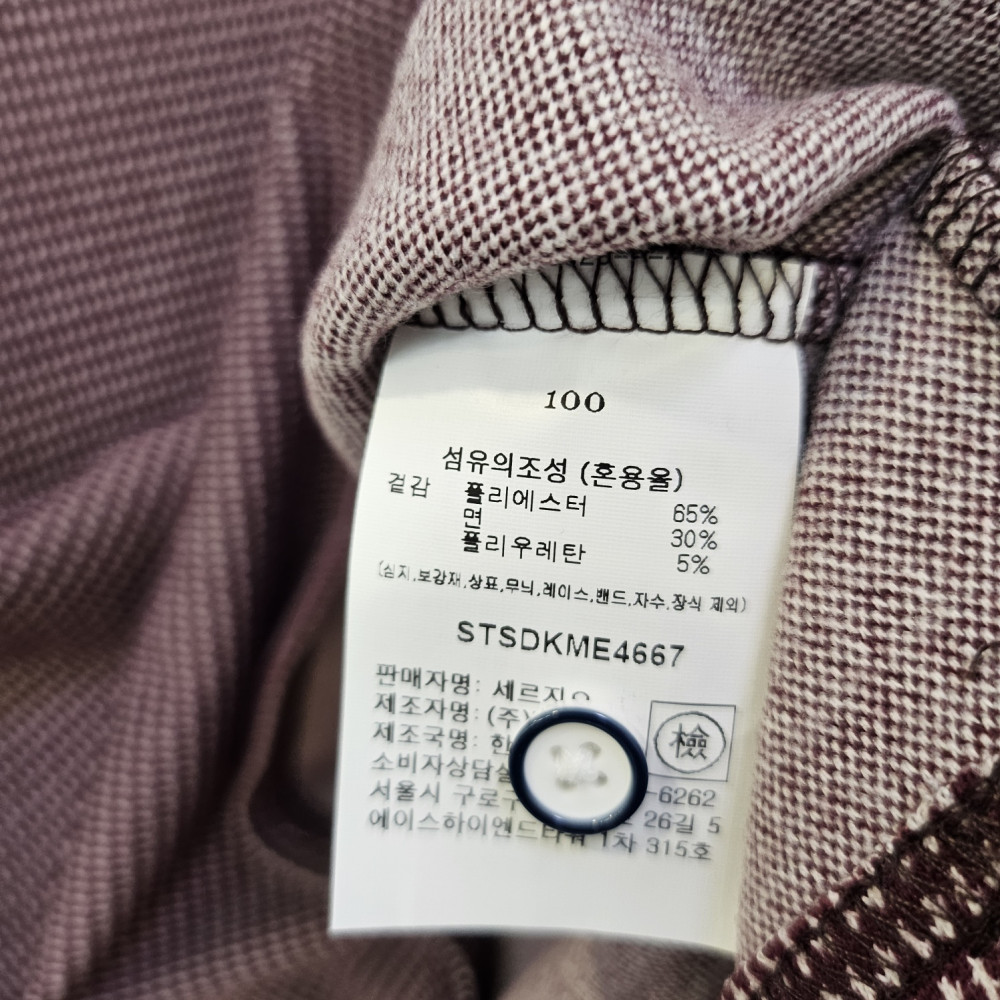 100
섬유의조성 (혼용율)
겉감 폴리에스터 65%
면 30%
폴리우레탄 5%
(심지,보강재,상표,무늬,레이스,밴드,자수,장식 제외)
STSDKME4667
판매자명: 세르지오
제조자명: (주)
제조국명: 한
檢
소비자상담실 -6262
서울시 구로구 26길 5
에이스하이엔드타워 1차 315호